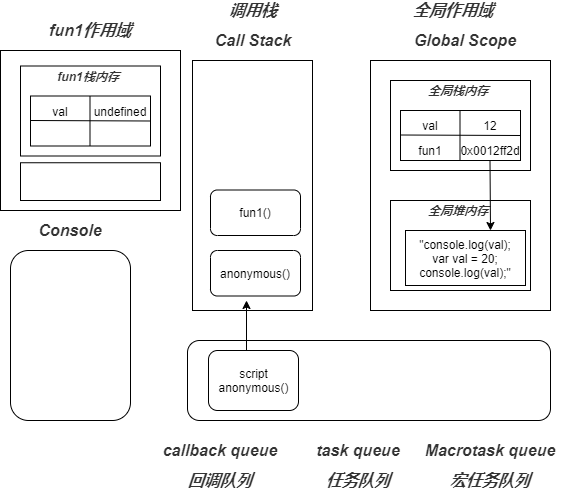 fun1作用域
调用栈
Call Stack
全局作用域
Global Scope
fun1栈内存
val undefined
fun1()
anonymous()
全局栈内存
val 12
fun1 0x0012ff2d
全局堆内存
"console.log(val);
var val = 20;
console.log(val);"
Console
script
anonymous()
callback queue
回调队列
task queue
任务队列
Macrotask queue
宏任务队列